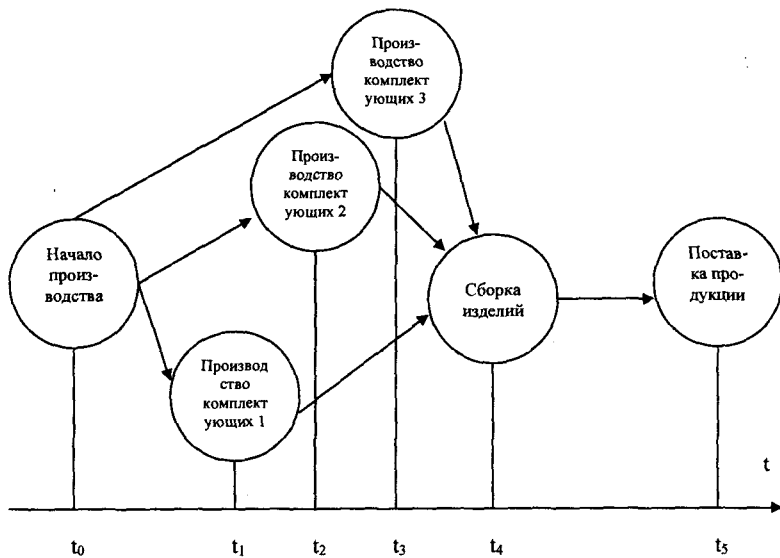 Произ-
водство
комплект
ующих 3
Произ-
водство
комплект
ующих 2
Начало
произ-
водства
Производ
ство
комплект
ующих 1
Сборка
изделий
Постав-
ка про-
дукции
t
t₀
t₁
t₂
t₃
t₄
t₅